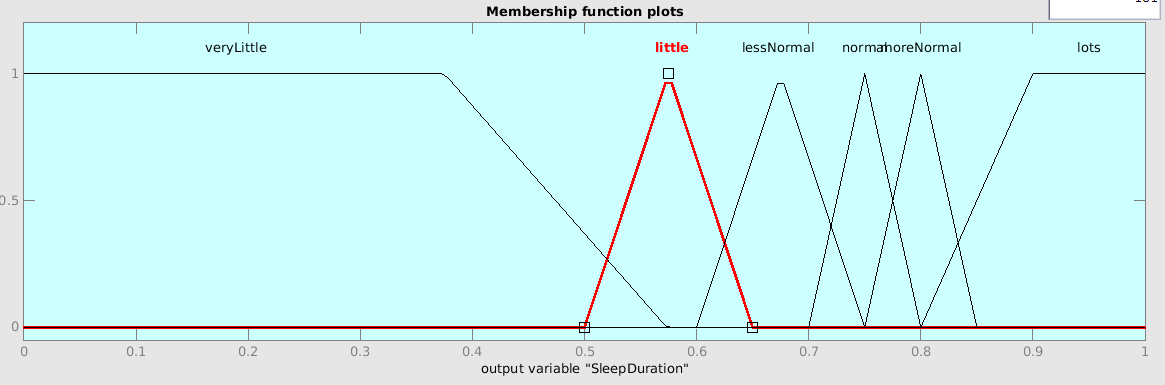 Membership function plots
veryLittle little lessNormal normal moreNormal lots
1
0.5
0
0 0.1 0.2 0.3 0.4 0.5 0.6 0.7 0.8 0.9 1
output variable "SleepDuration"